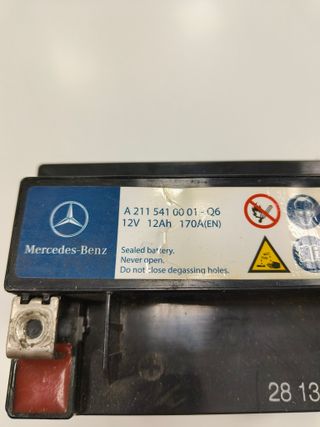 A 211 541 00 01 - Q6
12V 12Ah 170A(EN)
Mercedes-Benz
Sealed battery.
Never open.
Do not close degassing holes.
28 13